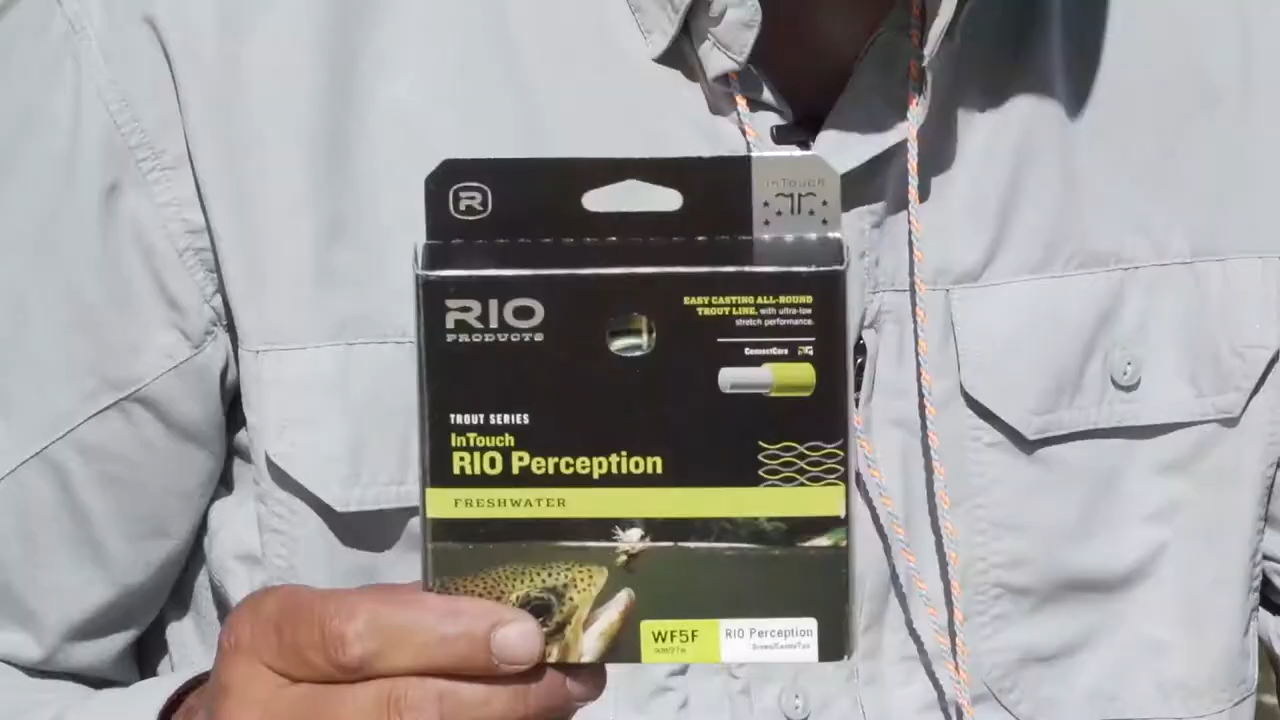 R
InTouch
RIO
PRODUCTS
EASY CASTING ALL-ROUND
TROUT LINE, with ultra-low
stretch performance.
ConnectCore
TROUT SERIES
InTouch
RIO Perception
FRESHWATER
WF5F
RIO Perception